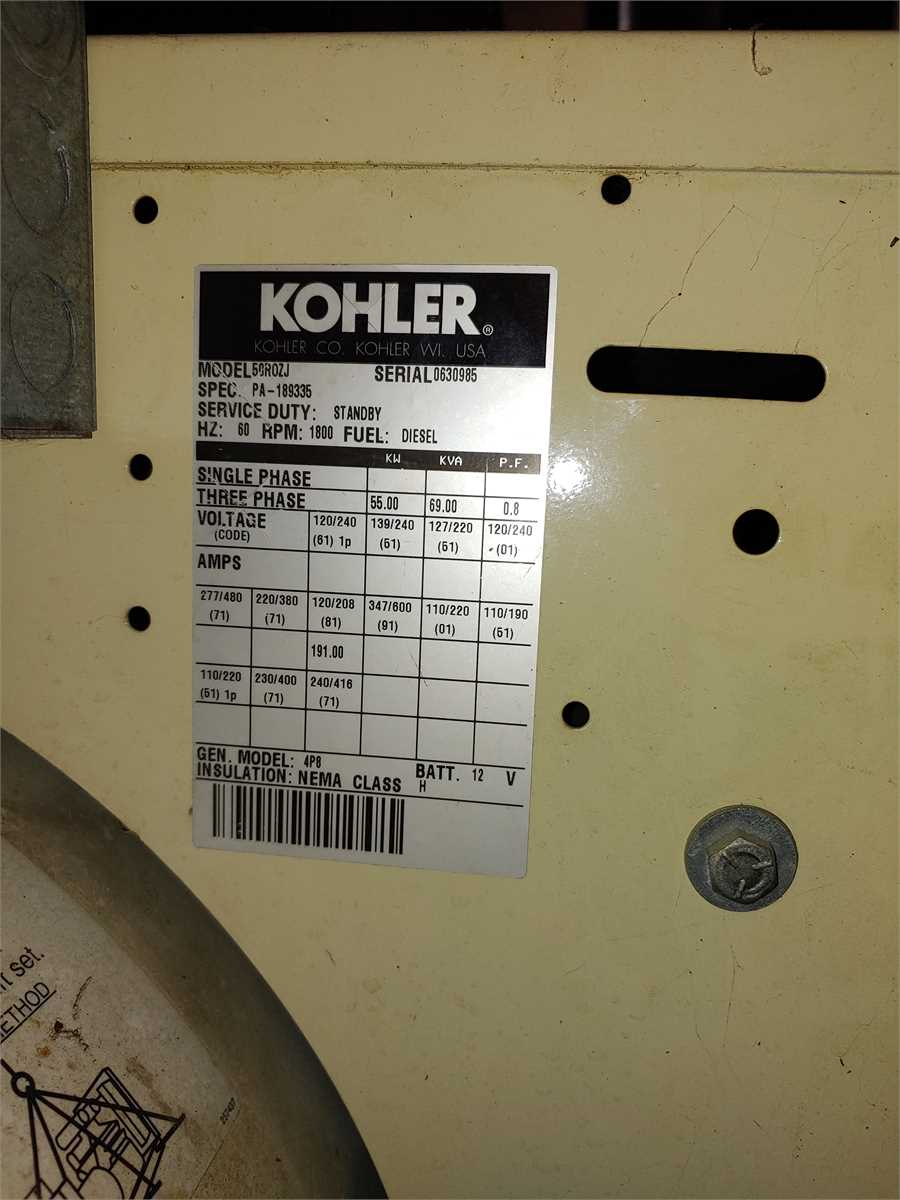 KOHLER®
KOHLER CO. KOHLER WI. USA
MODEL 50ROZJ SERIAL 0630985
SPEC. PA-189335
SERVICE DUTY: STANDBY
HZ: 60 RPM: 1800 FUEL: DIESEL
KW KVA P.F.
SINGLE PHASE
THREE PHASE 55.00 69.00 0.8
VOLTAGE 120/240 139/240 127/220 120/240
(CODE) (61) 1p (51) (51) (01)
AMPS
277/480 220/380 120/208 347/600 110/220 110/190
(71) (71) (81) (91) (01) (51)
191.00
110/220 230/400 240/416
(51) 1p (71) (71)
GEN. MODEL: 4P8 BATT. 12 V
INSULATION: NEMA CLASS H
set.
METHOD